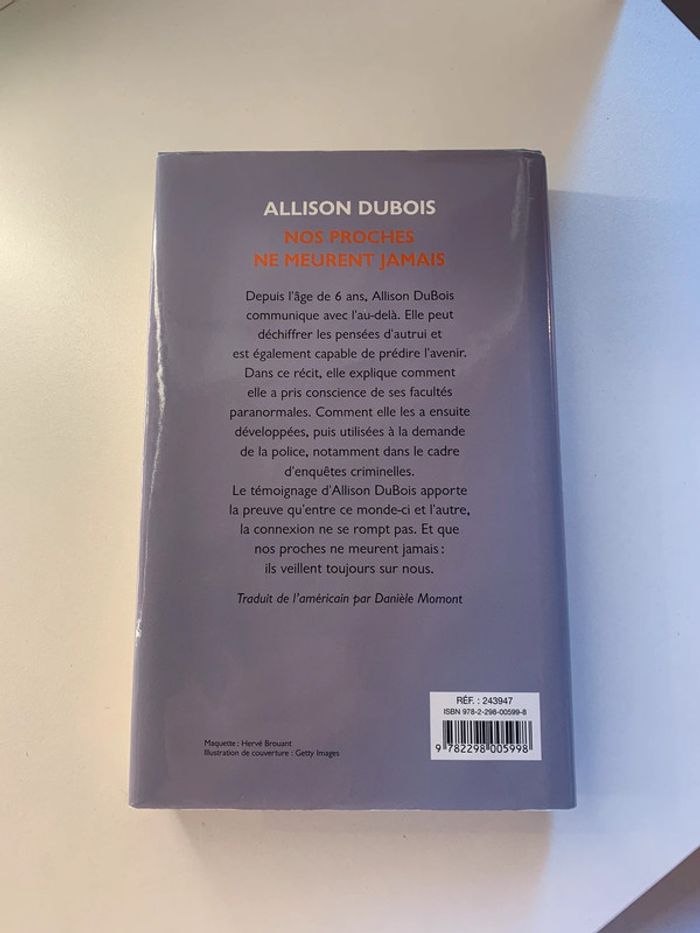 ALLISON DUBOIS
NOS PROCHES
NE MEURENT JAMAIS
Depuis l'âge de 6 ans, Allison DuBois
communique avec l'au-delà. Elle peut
déchiffrer les pensées d'autrui et
est également capable de prédire l'avenir.
Dans ce récit, elle explique comment
elle a pris conscience de ses facultés
paranormales. Comment elle les a ensuite
développées, puis utilisées à la demande
de la police, notamment dans le cadre
d'enquêtes criminelles.
Le témoignage d'Allison DuBois apporte
la preuve qu'entre ce monde-ci et l'autre,
la connexion ne se rompt pas. Et que
nos proches ne meurent jamais :
ils veillent toujours sur nous.
Traduit de l'américain par Danièle Momont
RÉF. : 243947
ISBN 978-2-298-00599-8
9 782298 005998
Maquette : Hervé Brouant
Illustration de couverture : Getty Images